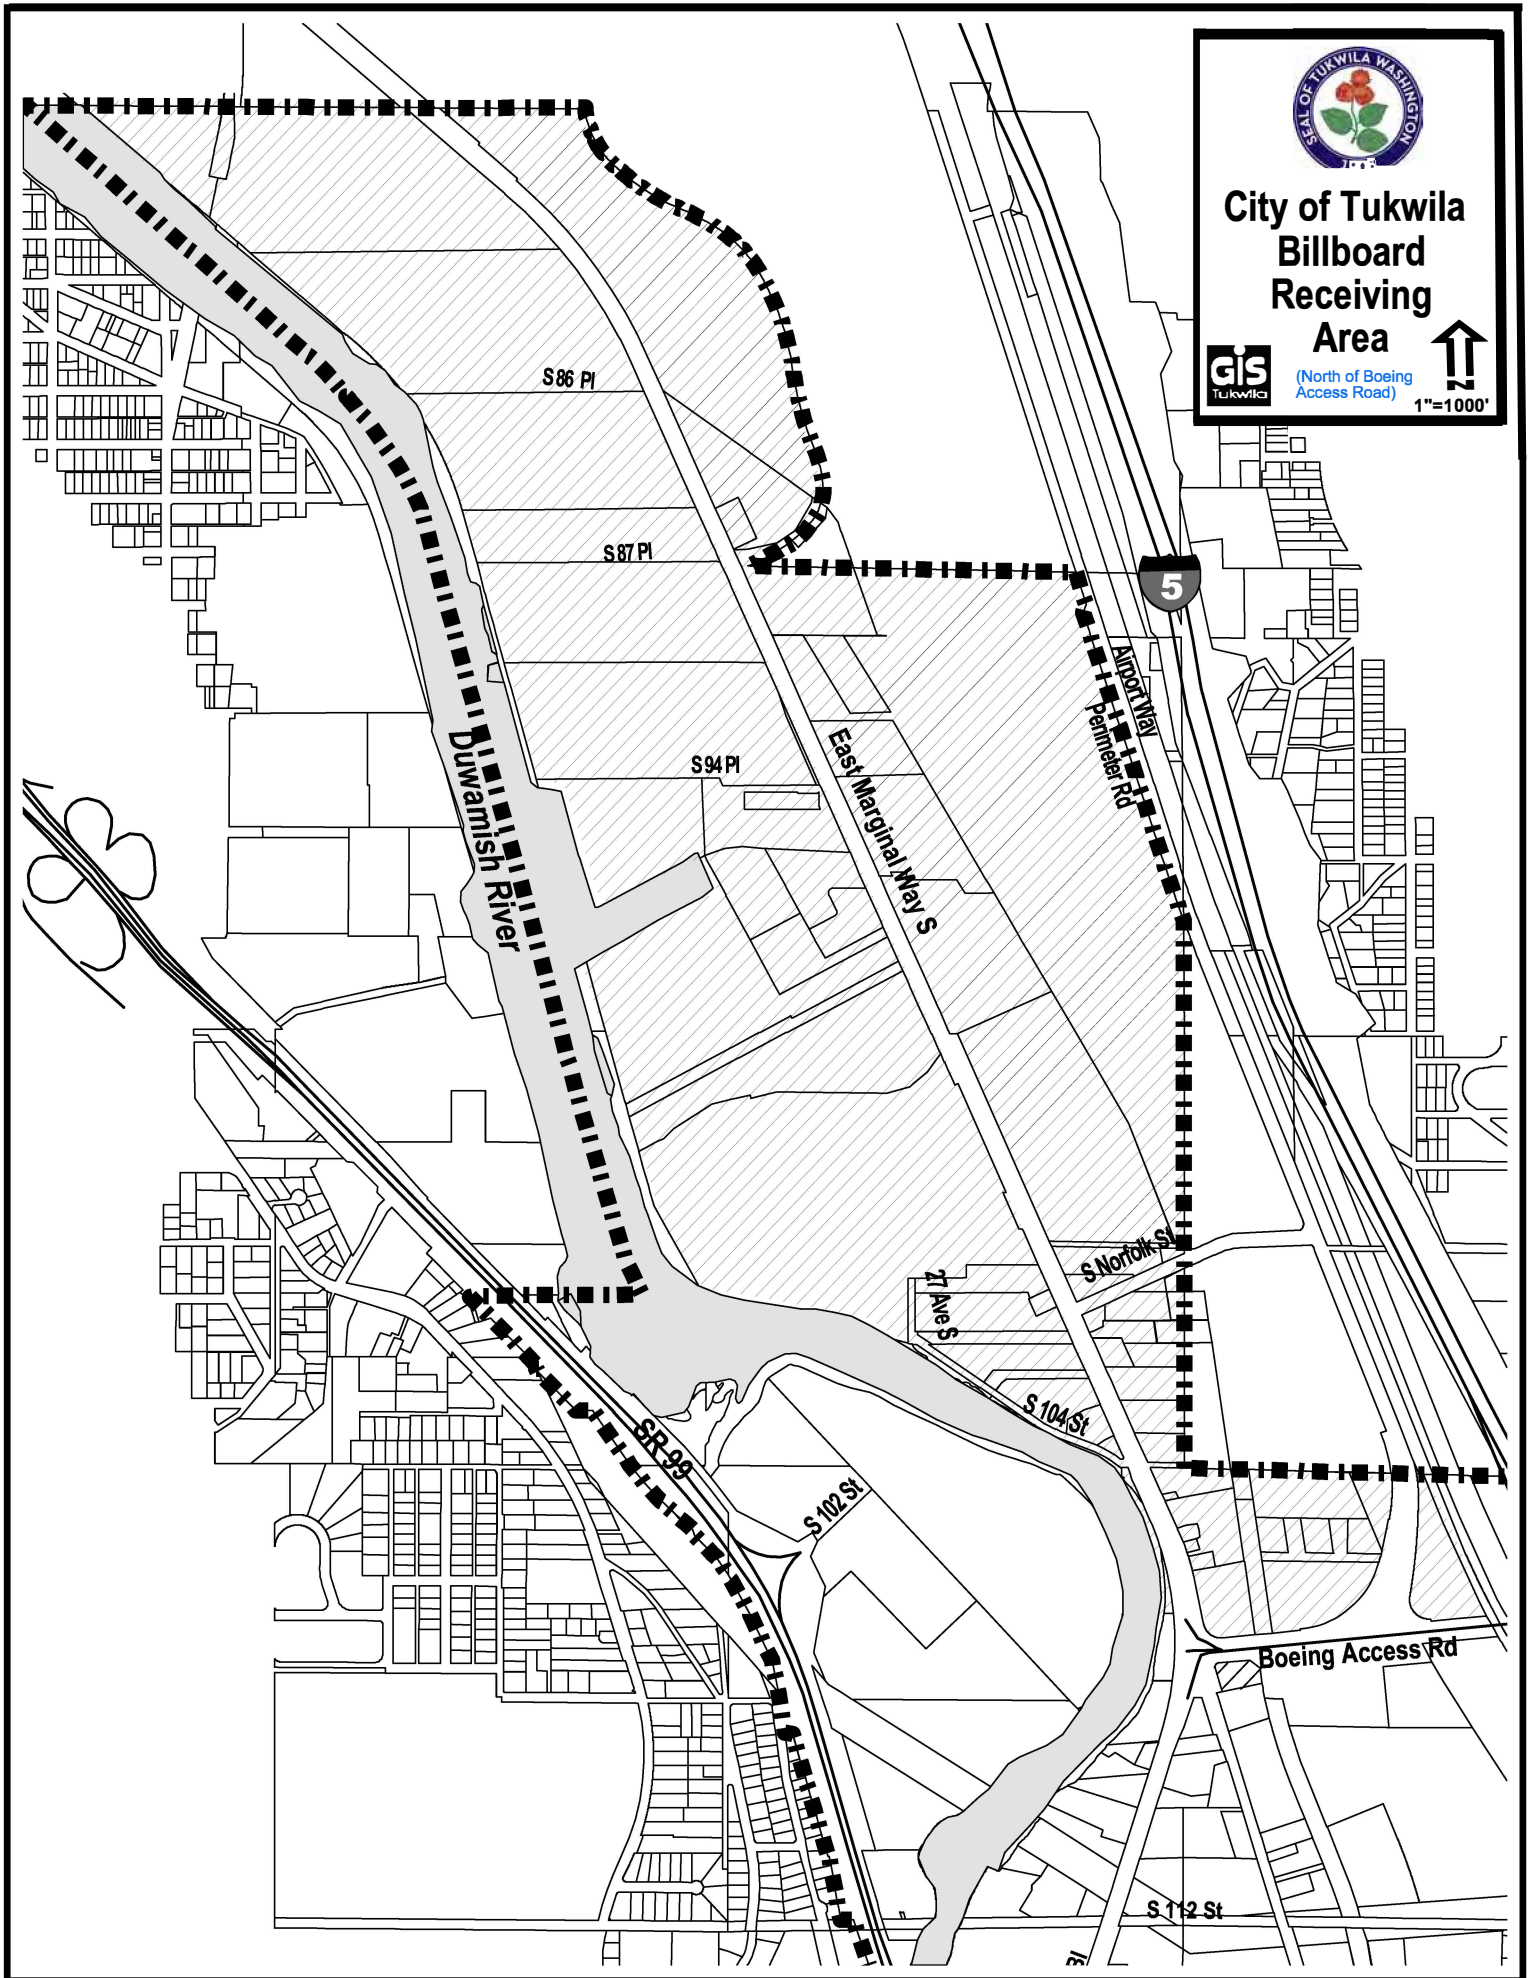 SEAL OF TUKWILA WASHINGTON
City of Tukwila
Billboard
Receiving
Area
GIS
Tukwila
(North of Boeing
Access Road)
N
1"=1000'
S 86 Pl
S 87 Pl
5
Airport Way
Perimeter Rd
S 94 Pl
East Marginal Way S
Duwamish River
S Norfolk St
27 Ave S
S 104 St
SR 99
S 102 St
Boeing Access Rd
S 112 St
Bl